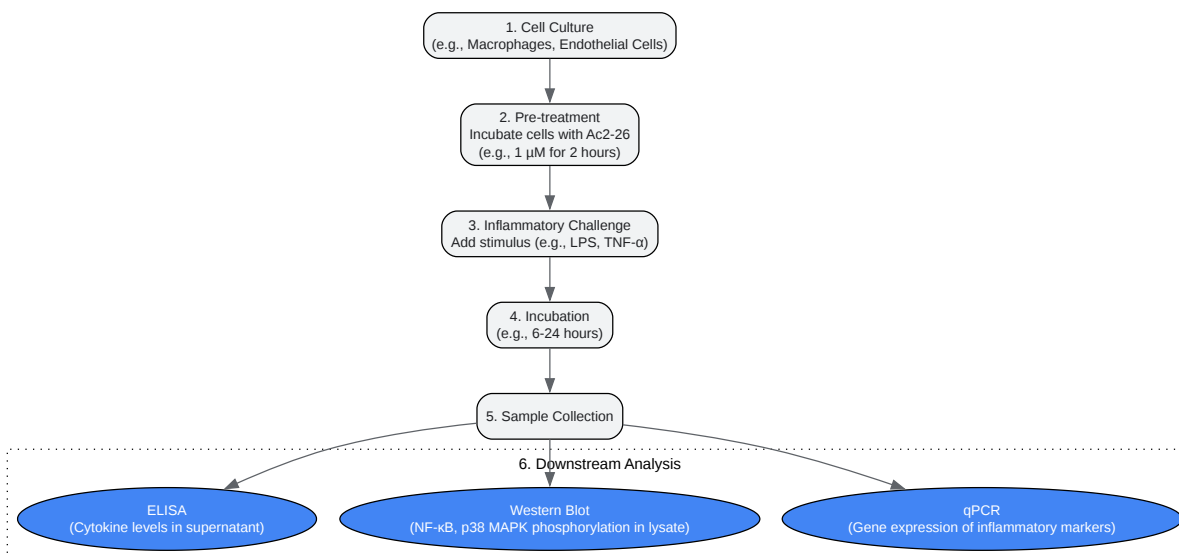 1. Cell Culture
(e.g., Macrophages, Endothelial Cells)
2. Pre-treatment
Incubate cells with Ac2-26
(e.g., 1 µM for 2 hours)
3. Inflammatory Challenge
Add stimulus (e.g., LPS, TNF-α)
4. Incubation
(e.g., 6-24 hours)
5. Sample Collection
6. Downstream Analysis
ELISA
(Cytokine levels in supernatant)
Western Blot
(NF-κB, p38 MAPK phosphorylation in lysate)
qPCR
(Gene expression of inflammatory markers)